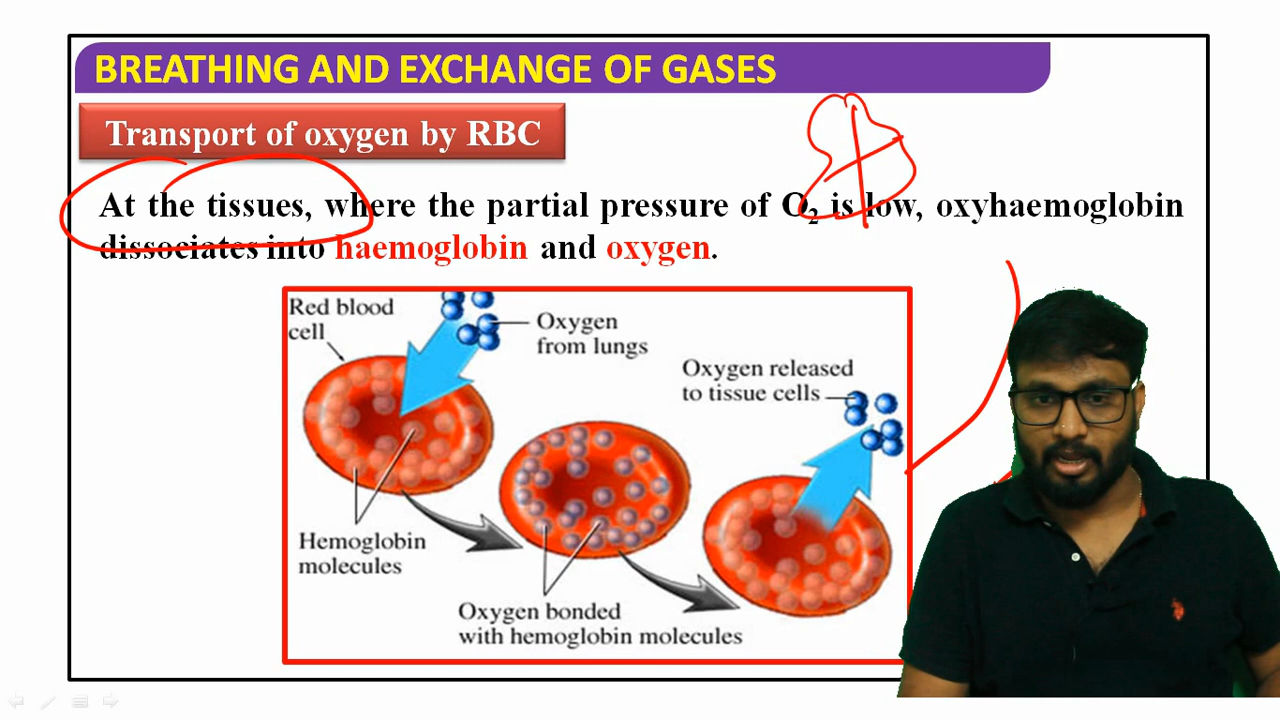 BREATHING AND EXCHANGE OF GASES
Transport of oxygen by RBC
At the tissues, where the partial pressure of O₂ is low, oxyhaemoglobin
dissociates into haemoglobin and oxygen.
Red blood
cell
Oxygen
from lungs
Oxygen released
to tissue cells
Hemoglobin
molecules
Oxygen bonded
with hemoglobin molecules